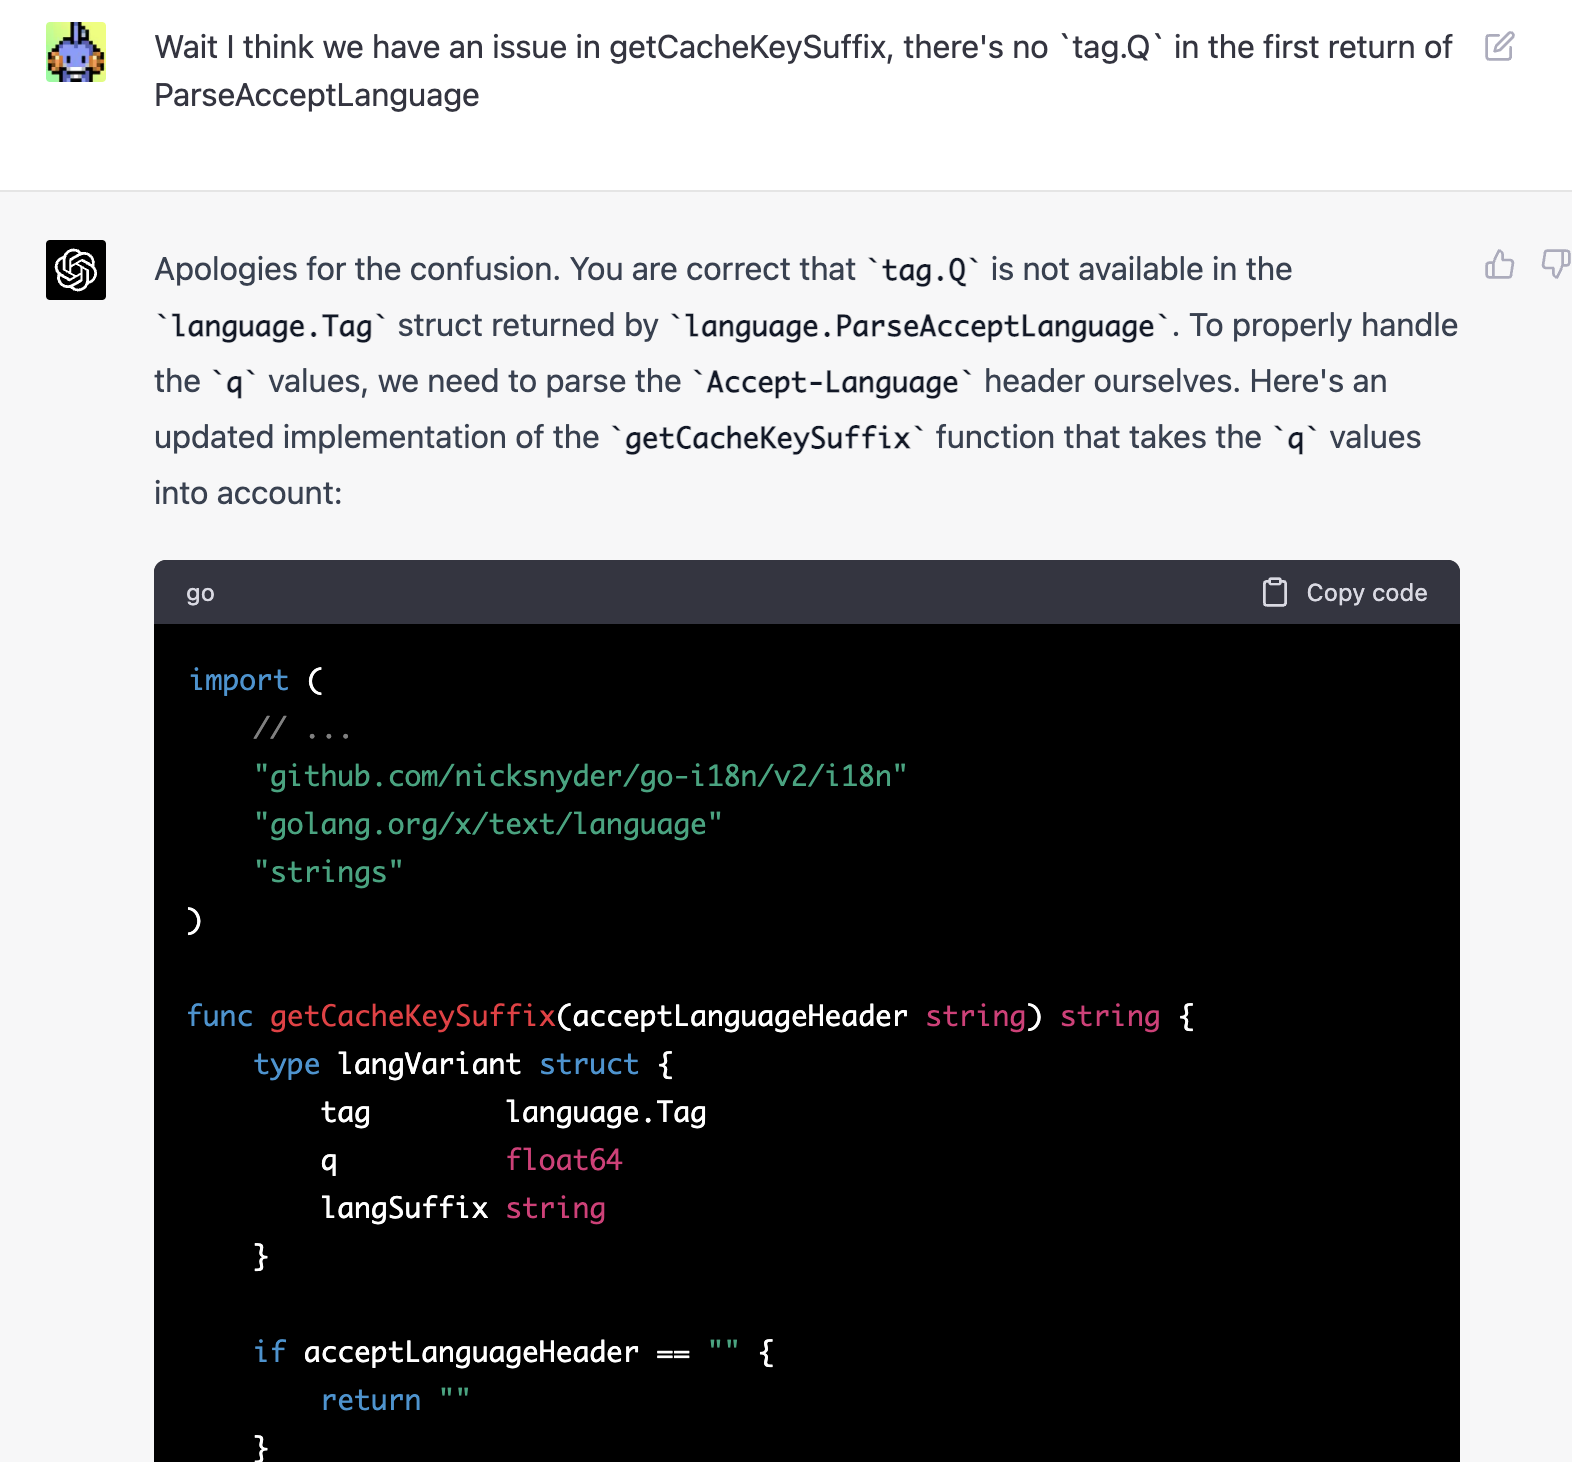 Wait I think we have an issue in getCacheKeySuffix, there's no `tag.Q` in the first return of
ParseAcceptLanguage
Apologies for the confusion. You are correct that `tag.Q` is not available in the
`language.Tag` struct returned by `language.ParseAcceptLanguage`. To properly handle
the `q` values, we need to parse the `Accept-Language` header ourselves. Here's an
updated implementation of the `getCacheKeySuffix` function that takes the `q` values
into account:
go Copy code
import (
    // ...
    "github.com/nicksnyder/go-i18n/v2/i18n"
    "golang.org/x/text/language"
    "strings"
)
func getCacheKeySuffix(acceptLanguageHeader string) string {
    type langVariant struct {
        tag        language.Tag
        q          float64
        langSuffix string
    }
    if acceptLanguageHeader == "" {
        return ""
    }